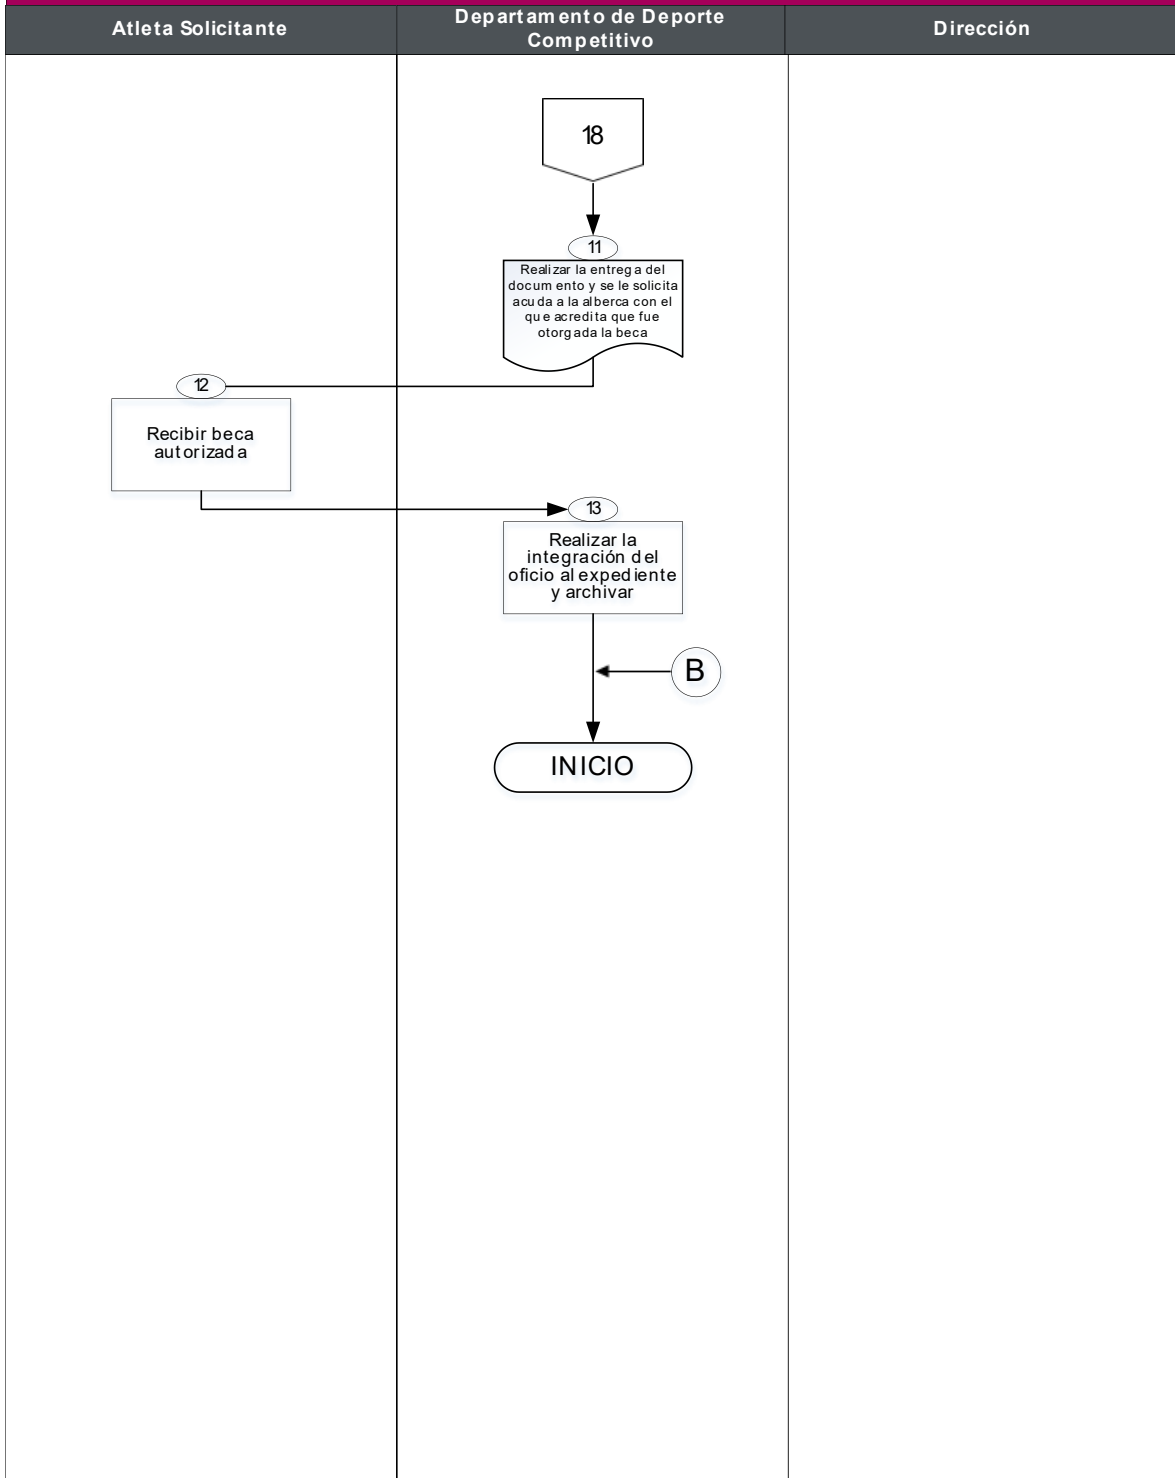 Atleta Solicitante
Departamento de Deporte
Competitivo
Dirección
18
11
Realizar la entrega del
documento y se le solicita
acuda a la alberca con el
que acredita que fue
otorgada la beca
12
Recibir beca
autorizada
13
Realizar la
integración del
oficio al expediente
y archivar
B
INICIO